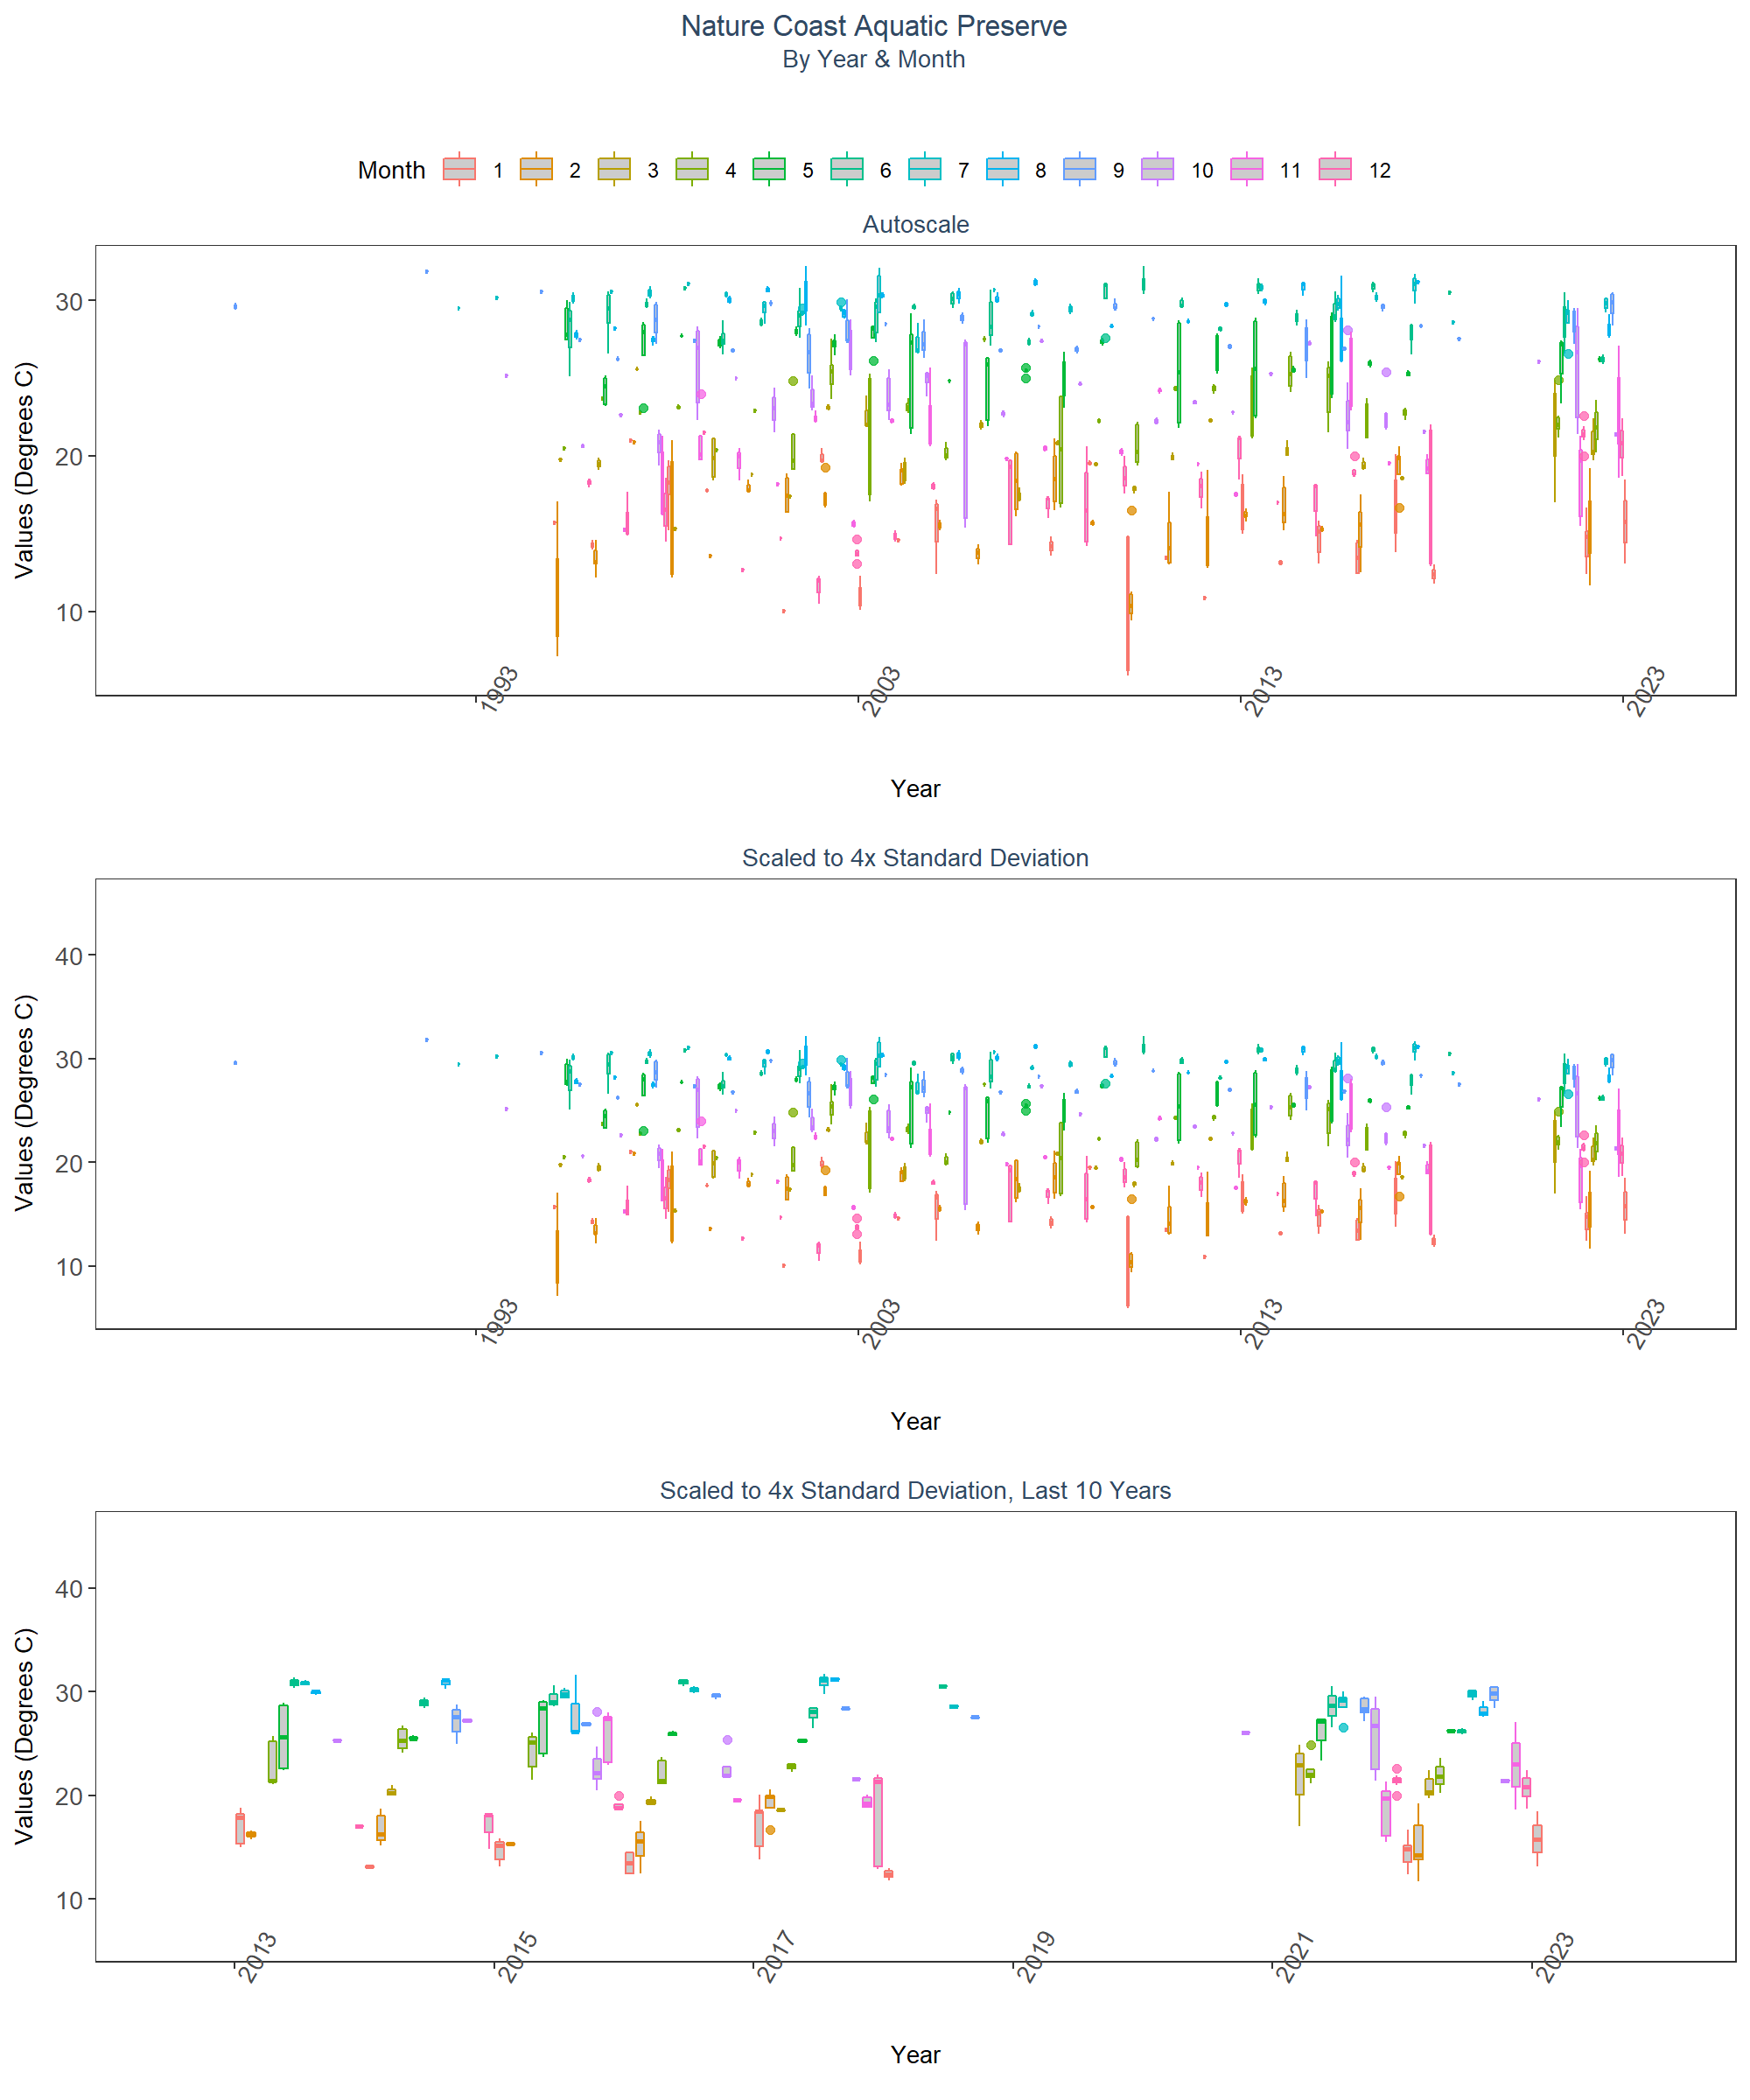 Nature Coast Aquatic Preserve
By Year & Month
Month 1 2 3 4 5 6 7 8 9 10 11 12
Autoscale
Values (Degrees C)
30
20
10
1993 2003 2013 2023
Year
Scaled to 4x Standard Deviation
Values (Degrees C)
40
30
20
10
1993 2003 2013 2023
Year
Scaled to 4x Standard Deviation, Last 10 Years
Values (Degrees C)
40
30
20
10
2013 2015 2017 2019 2021 2023
Year